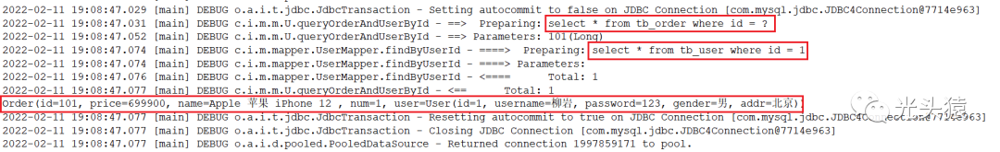 2022-02-11 19:08:47.029 [main] DEBUG o.a.i.t.jdbc.JdbcTransaction - Setting autocommit to false on JDBC Connection [com.mysql.jdbc.JDBC4Connection@7714e963]
2022-02-11 19:08:47.031 [main] DEBUG c.i.m.m.U.queryOrderAndUserById - ==>  Preparing: select * from tb_order where id = ?
2022-02-11 19:08:47.052 [main] DEBUG c.i.m.m.U.queryOrderAndUserById - ==> Parameters: 101(Long)
2022-02-11 19:08:47.074 [main] DEBUG c.i.m.mapper.UserMapper.findByUserId - ====>  Preparing: select * from tb_user where id = 1
2022-02-11 19:08:47.074 [main] DEBUG c.i.m.mapper.UserMapper.findByUserId - ====> Parameters:
2022-02-11 19:08:47.076 [main] DEBUG c.i.m.mapper.UserMapper.findByUserId - <====      Total: 1
2022-02-11 19:08:47.077 [main] DEBUG c.i.m.m.U.queryOrderAndUserById - <==      Total: 1
Order(id=101, price=699900, name=Apple 苹果 iPhone 12 , num=1, user=User(id=1, username=柳岩, password=123, gender=男, addr=北京))
光头猿
2022-02-11 19:08:47.077 [main] DEBUG o.a.i.t.jdbc.JdbcTransaction - Resetting autocommit to true on JDBC Connection [com.mysql.jdbc.JDBC4Connection@7714e963]
2022-02-11 19:08:47.077 [main] DEBUG o.a.i.t.jdbc.JdbcTransaction - Closing JDBC Connection [com.mysql.jdbc.JDBC4Connection@7714e963]
2022-02-11 19:08:47.077 [main] DEBUG o.a.i.d.pooled.PooledDataSource - Returned connection 1997859171 to pool.